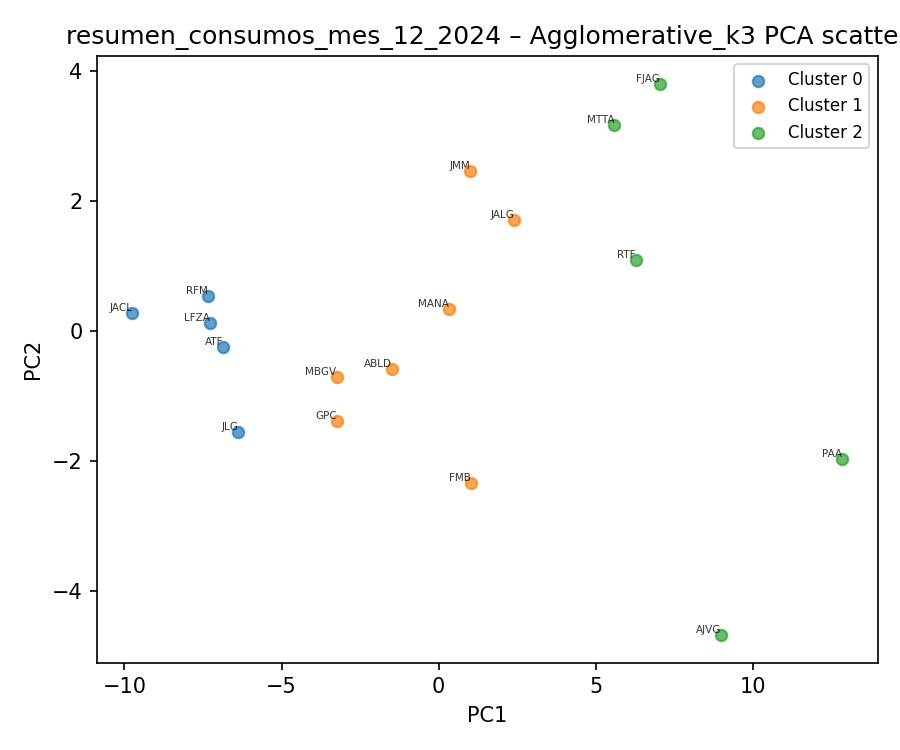 resumen_consumos_mes_12_2024 – Agglomerative_k3 PCA scatte
Cluster 0
Cluster 1
Cluster 2
4
2
0
−2
−4
PC2
FJAG
MTTA
JMM
JALG
RTF
RFM
JACL
MANA
LFZA
ATF
ABLD
MBGV
GPC
JLG
PAA
FMB
AJVG
−10
−5
0
5
10
PC1